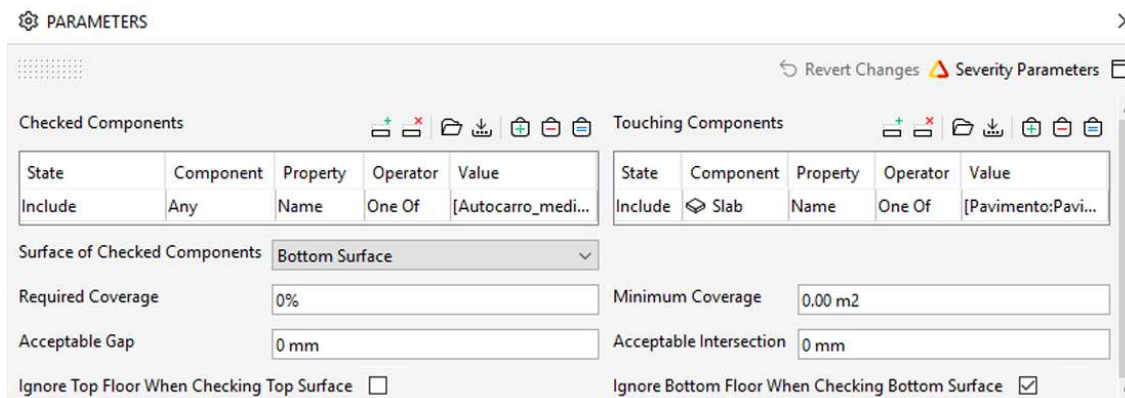 PARAMETERS
Revert Changes Severity Parameters
Checked Components Touching Components
State Component Property Operator Value State Component Property Operator Value
Include Any Name One Of [Autocarro_medi... Include Slab Name One Of [Pavimento:Pavi...
Surface of Checked Components Bottom Surface
Required Coverage 0% Minimum Coverage 0.00 m2
Acceptable Gap 0 mm Acceptable Intersection 0 mm
Ignore Top Floor When Checking Top Surface Ignore Bottom Floor When Checking Bottom Surface